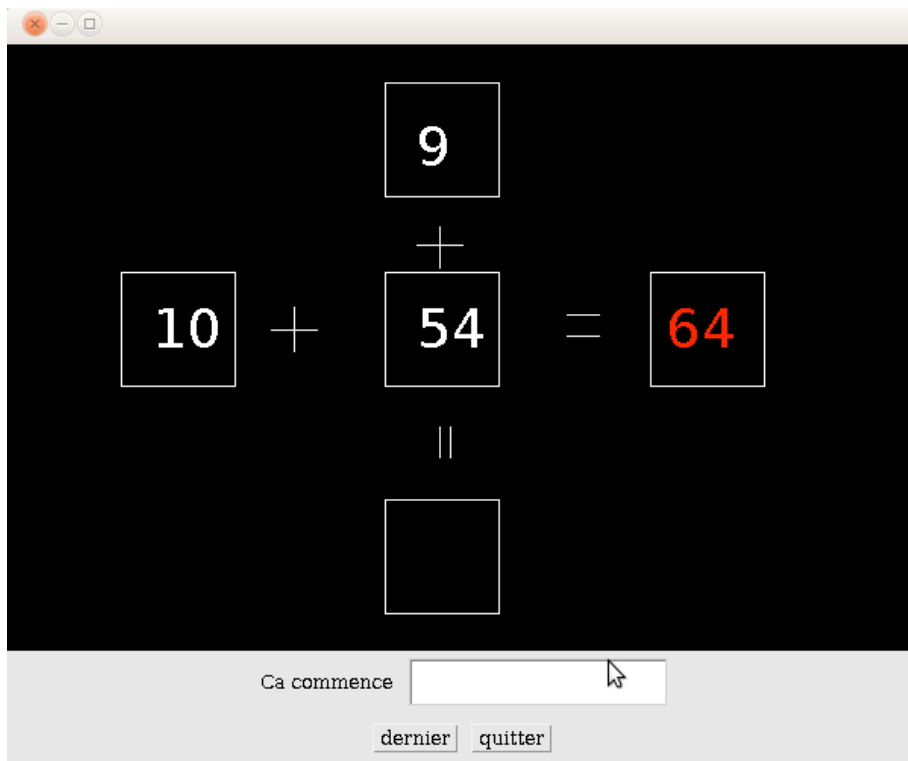 9
+
10 + 54 = 64
=
Ca commence
dernier quitter